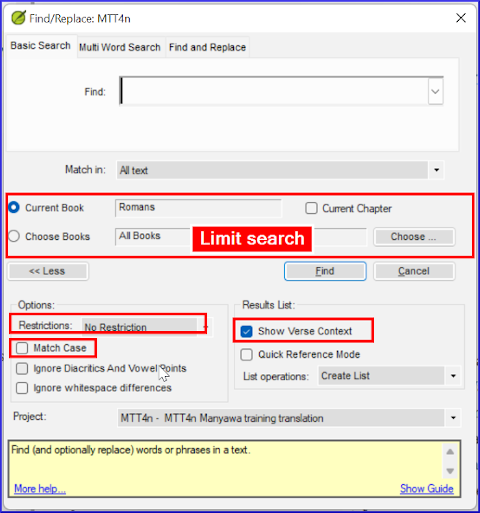 Find/Replace: MTT4n
Basic Search Multi Word Search Find and Replace
Find:
Match in: All text
Current Book Romans Current Chapter
Choose Books All Books Limit search Choose ...
<< Less Find Cancel
Options: Results List:
Restrictions: No Restriction Show Verse Context
Match Case Quick Reference Mode
Ignore Diacritics And Vowel Points List operations: Create List
Ignore whitespace differences
Project: MTT4n - MTT4n Manyawa training translation
Find (and optionally replace) words or phrases in a text.
More help... Show Guide